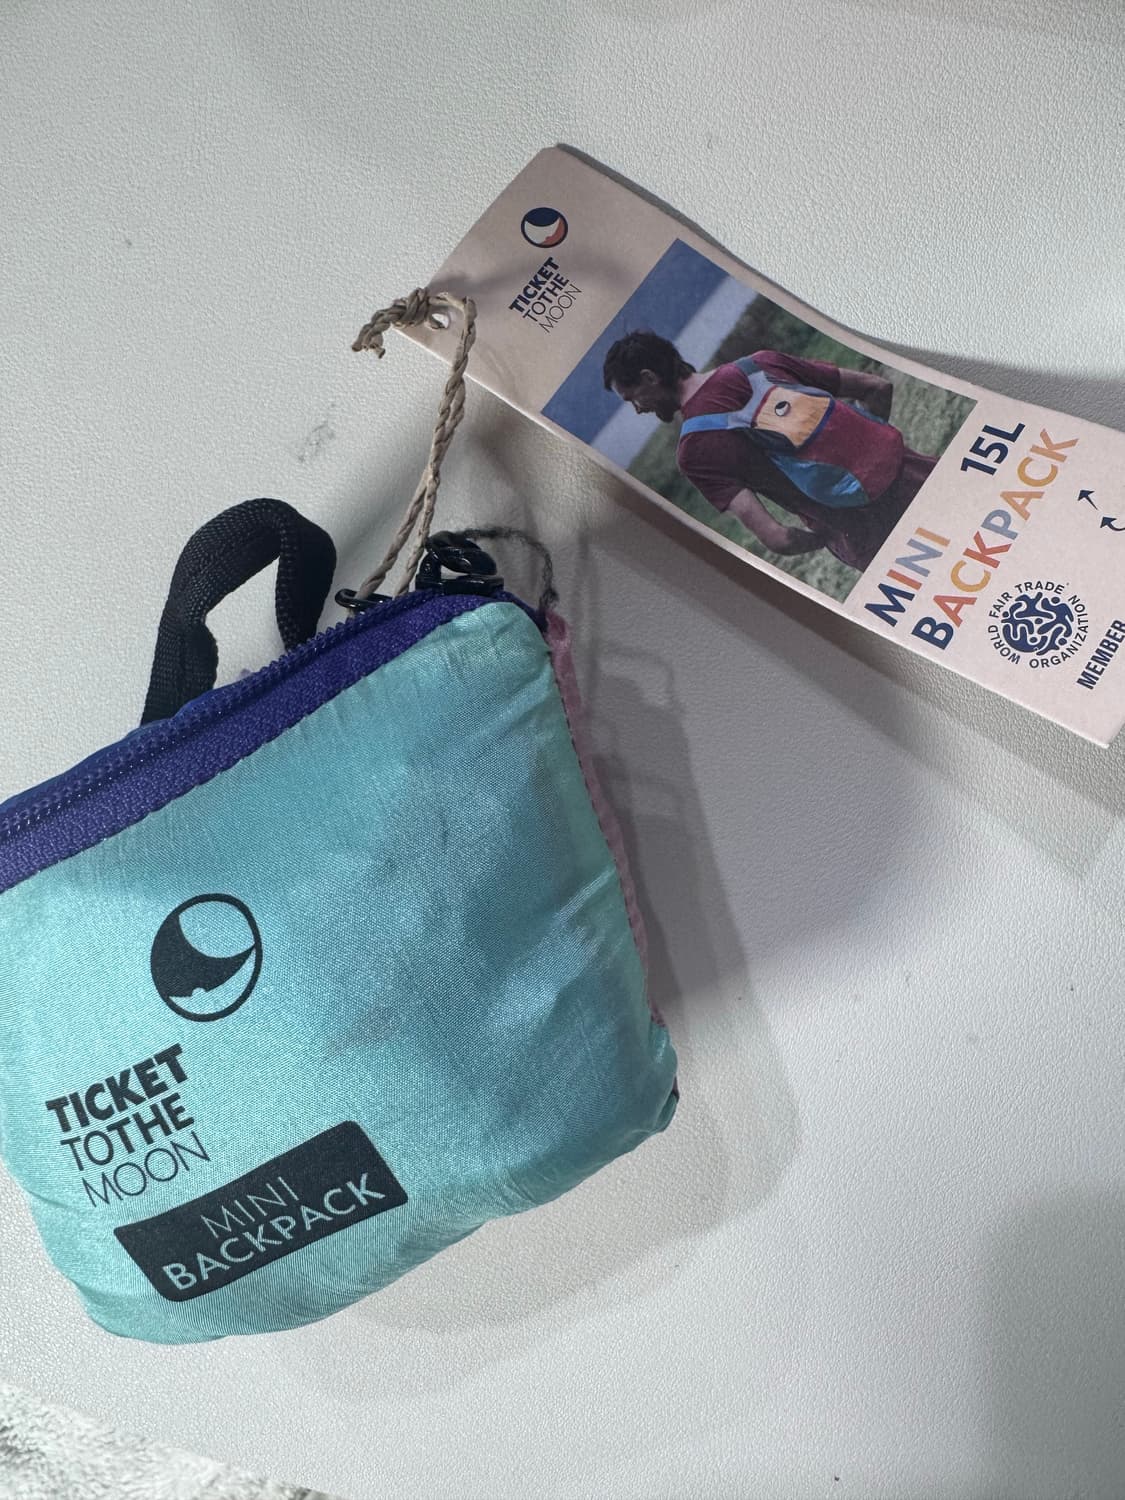 TICKET
TOTHE
MOON
15L
MINI
BACKPACK
WORLD FAIR TRADE ORGANIZATION
MEMBER
TICKET
TOTHE
MOON
MINI
BACKPACK